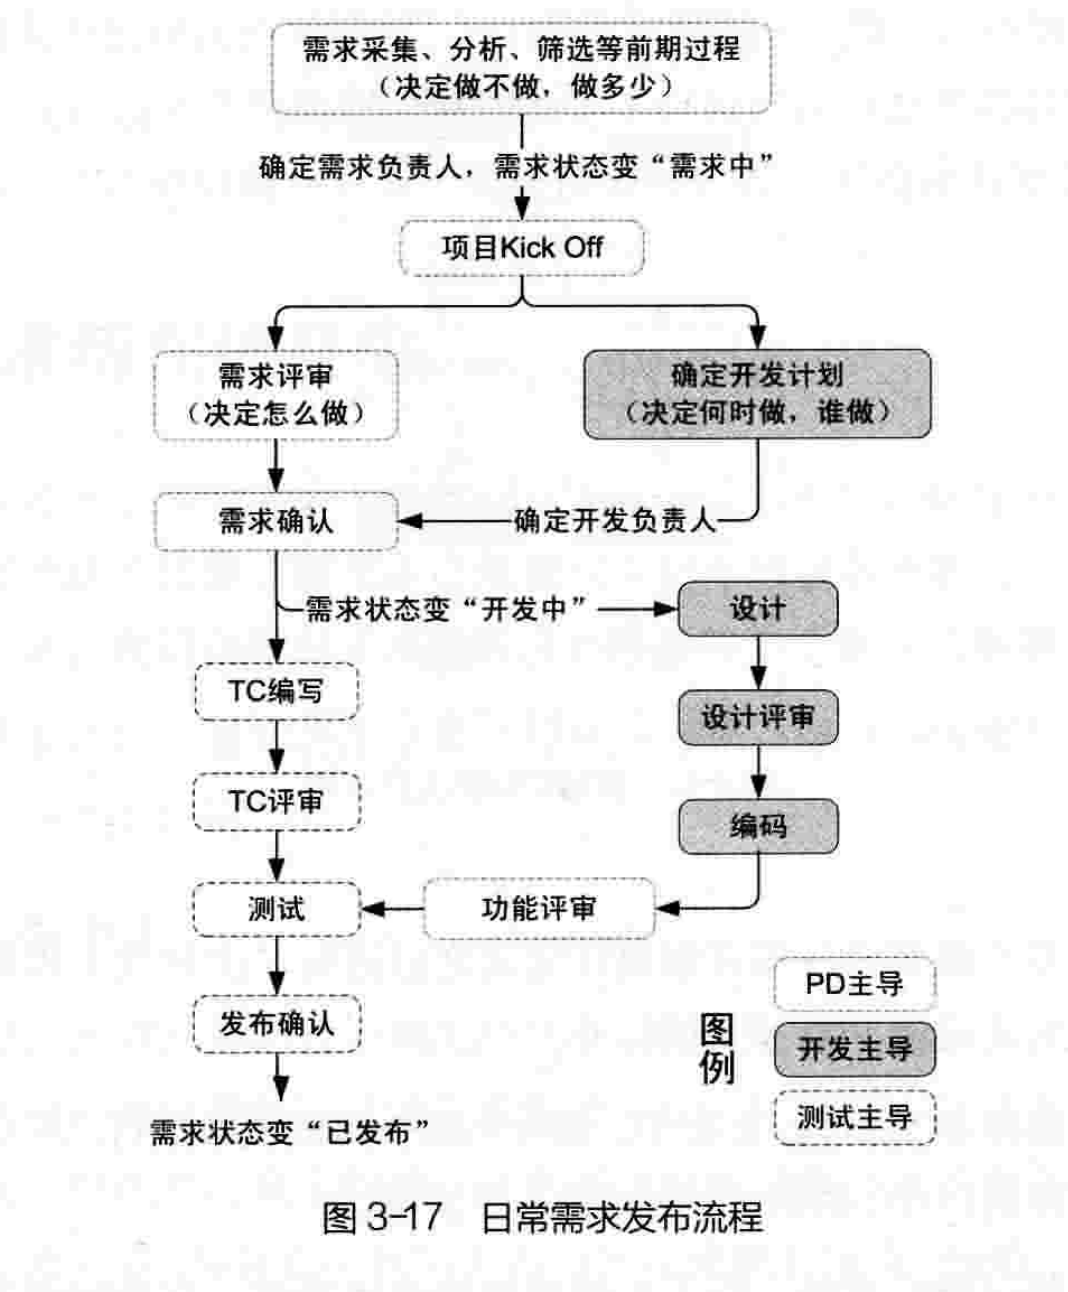 需求采集、分析、筛选等前期过程
（决定做不做，做多少）
确定需求负责人，需求状态变“需求中”
项目Kick Off
需求评审
（决定怎么做）
确定开发计划
（决定何时做，谁做）
需求确认
确定开发负责人
需求状态变“开发中”
设计
TC编写
设计评审
TC评审
编码
测试
功能评审
发布确认
需求状态变“已发布”
图例
PD主导
开发主导
测试主导
图 3-17 日常需求发布流程